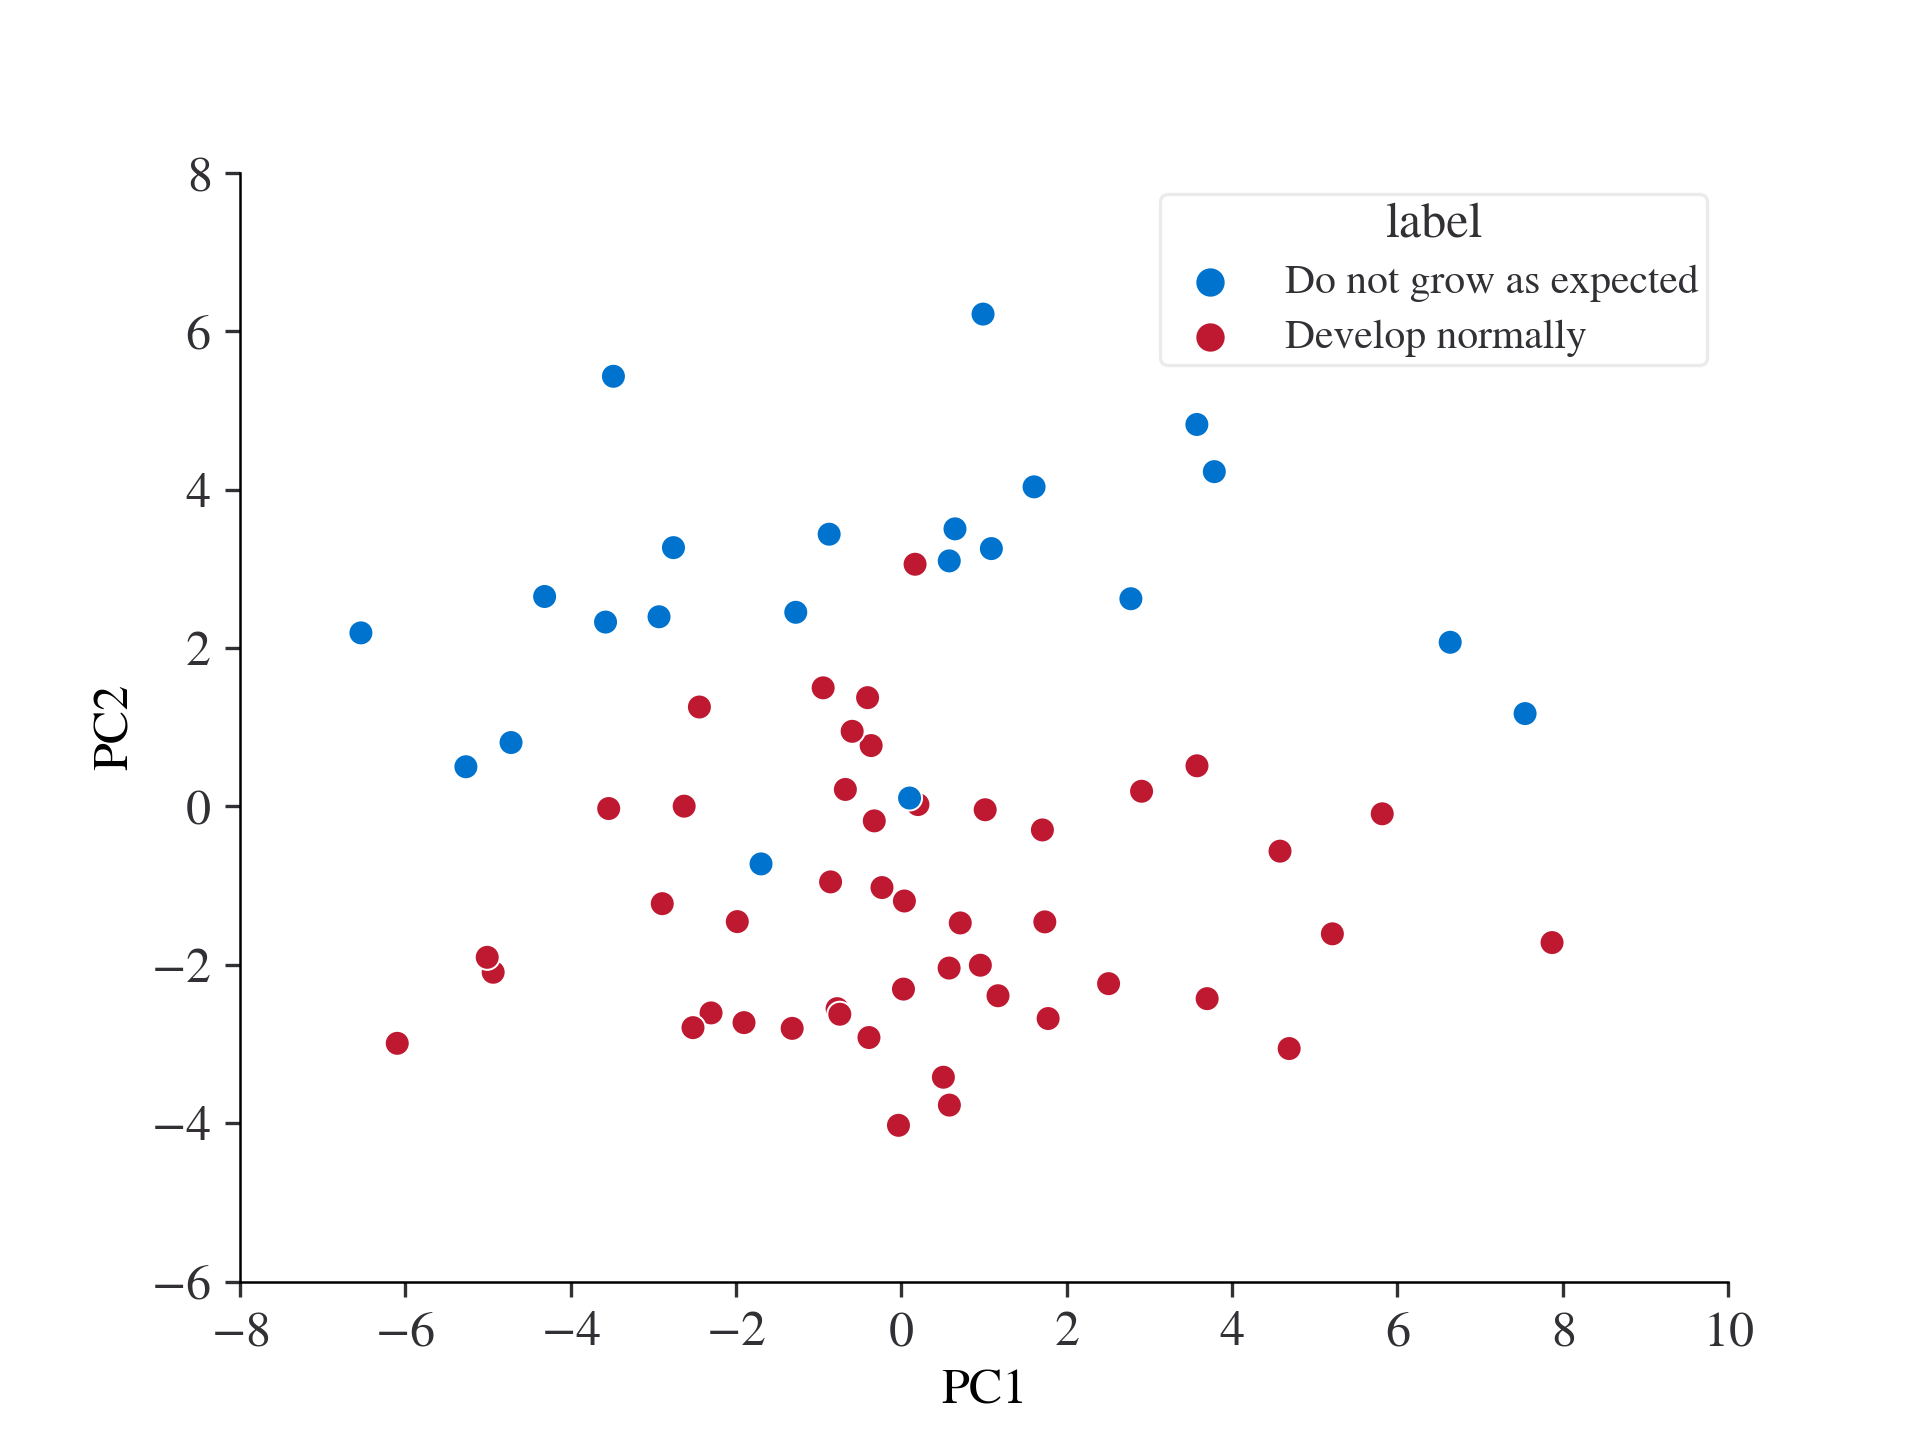 label
Do not grow as expected
Develop normally
8
6
4
2
0
−2
−4
−6
PC2
−8 −6 −4 −2 0 2 4 6 8 10
PC1